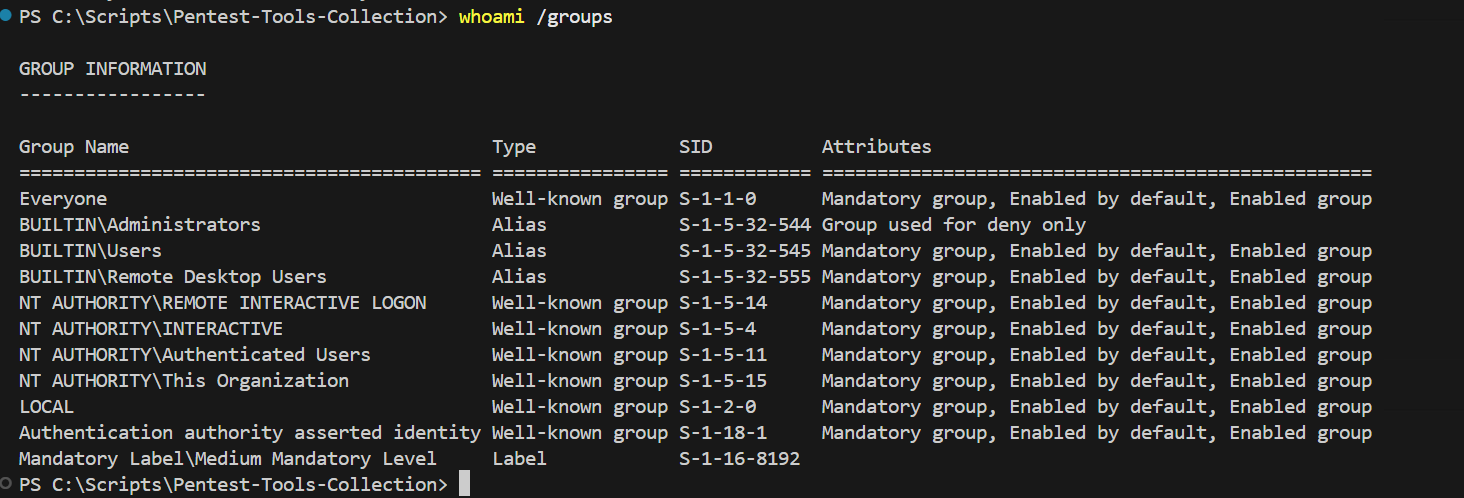 PS C:\Scripts\Pentest-Tools-Collection> whoami /groups
GROUP INFORMATION
-----------------
Group Name Type SID Attributes
========================================== ================ ============ ==================================================
Everyone Well-known group S-1-1-0 Mandatory group, Enabled by default, Enabled group
BUILTIN\Administrators Alias S-1-5-32-544 Group used for deny only
BUILTIN\Users Alias S-1-5-32-545 Mandatory group, Enabled by default, Enabled group
BUILTIN\Remote Desktop Users Alias S-1-5-32-555 Mandatory group, Enabled by default, Enabled group
NT AUTHORITY\REMOTE INTERACTIVE LOGON Well-known group S-1-5-14 Mandatory group, Enabled by default, Enabled group
NT AUTHORITY\INTERACTIVE Well-known group S-1-5-4 Mandatory group, Enabled by default, Enabled group
NT AUTHORITY\Authenticated Users Well-known group S-1-5-11 Mandatory group, Enabled by default, Enabled group
NT AUTHORITY\This Organization Well-known group S-1-5-15 Mandatory group, Enabled by default, Enabled group
LOCAL Well-known group S-1-2-0 Mandatory group, Enabled by default, Enabled group
Authentication authority asserted identity Well-known group S-1-18-1 Mandatory group, Enabled by default, Enabled group
Mandatory Label\Medium Mandatory Level Label S-1-16-8192
PS C:\Scripts\Pentest-Tools-Collection>